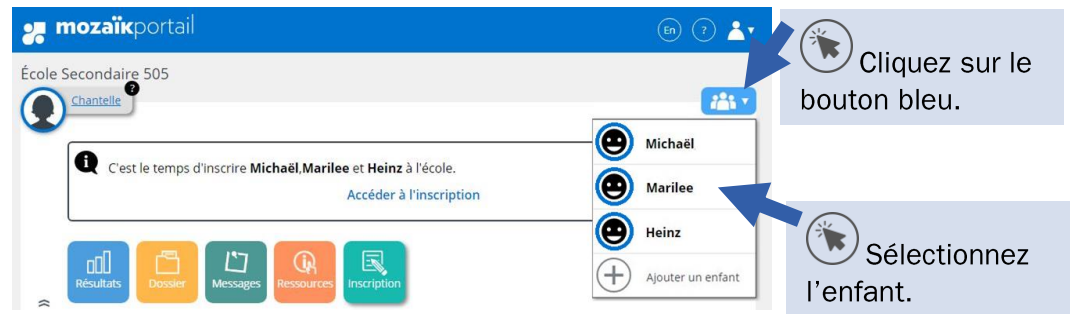 mozaïkportail
En ?
École Secondaire 505
Chantelle ?
C'est le temps d'inscrire Michaël,Marilee et Heinz à l'école.
Accéder à l'inscription
Résultats Dossier Messages Ressources Inscription
Michaël
Marilee
Heinz
Ajouter un enfant
Cliquez sur le
bouton bleu.
Sélectionnez
l'enfant.